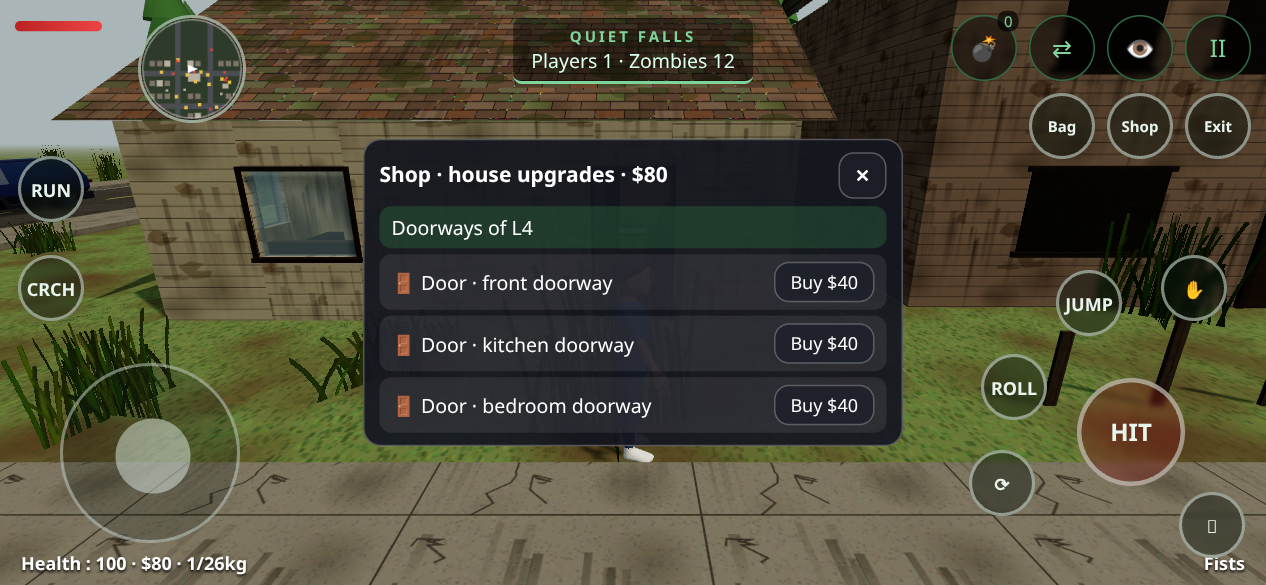 QUIET FALLS
Players 1 · Zombies 12
0
II
Bag
Shop
Exit
RUN
CRCH
Shop · house upgrades · $80
×
Doorways of L4
Door · front doorway
Buy $40
Door · kitchen doorway
Buy $40
Door · bedroom doorway
Buy $40
JUMP
ROLL
HIT
Health : 100 · $80 · 1/26kg
Fists